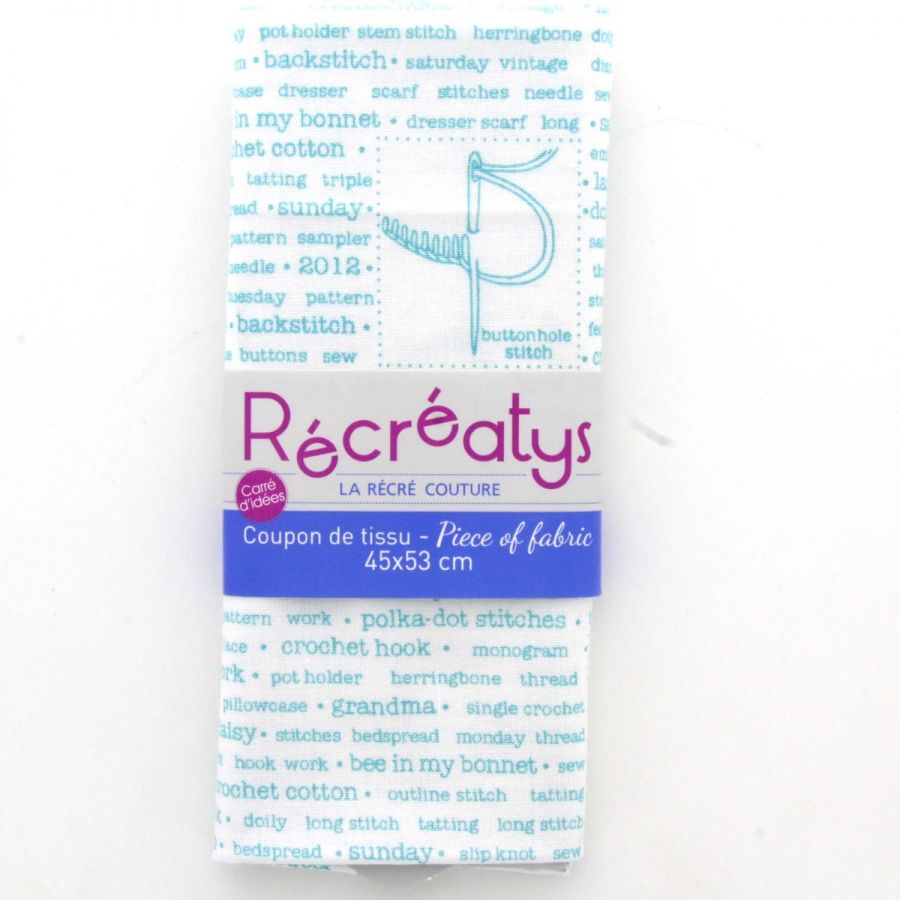 pot holder stem stitch herringbone
• backstitch • saturday vintage
case dresser scarf stitches needle
in my bonnet • dresser scarf long •
cotton •
tatting triple
• sunday •
pattern sampler
needle • 2012 •
tuesday pattern
• backstitch •
buttons sew
buttonhole
stitch
Récréatys
Carré
d'idées
LA RÉCRÉ COUTURE
Coupon de tissu - Piece of fabric
45x53 cm
pattern work • polka-dot stitches •
• crochet hook • monogram •
• pot holder herringbone thread
pillowcase • grandma • single crochet
daisy • stitches bedspread monday thread
hook work • bee in my bonnet • sew
crochet cotton • outline stitch tatting
• doily long stitch tatting long stitch
• bedspread • sunday • slip knot sew